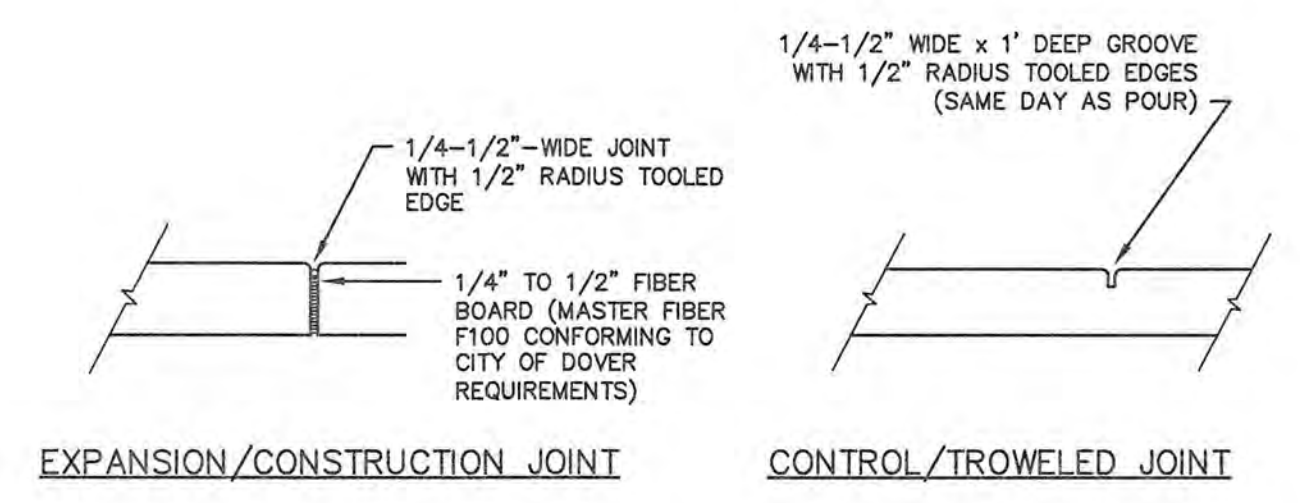 1/4-1/2"-WIDE JOINT
WITH 1/2" RADIUS TOOLED
EDGE
1/4" TO 1/2" FIBER
BOARD (MASTER FIBER
F100 CONFORMING TO
CITY OF DOVER
REQUIREMENTS)
EXPANSION/CONSTRUCTION JOINT
1/4-1/2" WIDE x 1' DEEP GROOVE
WITH 1/2" RADIUS TOOLED EDGES
(SAME DAY AS POUR)
CONTROL/TROWELED JOINT